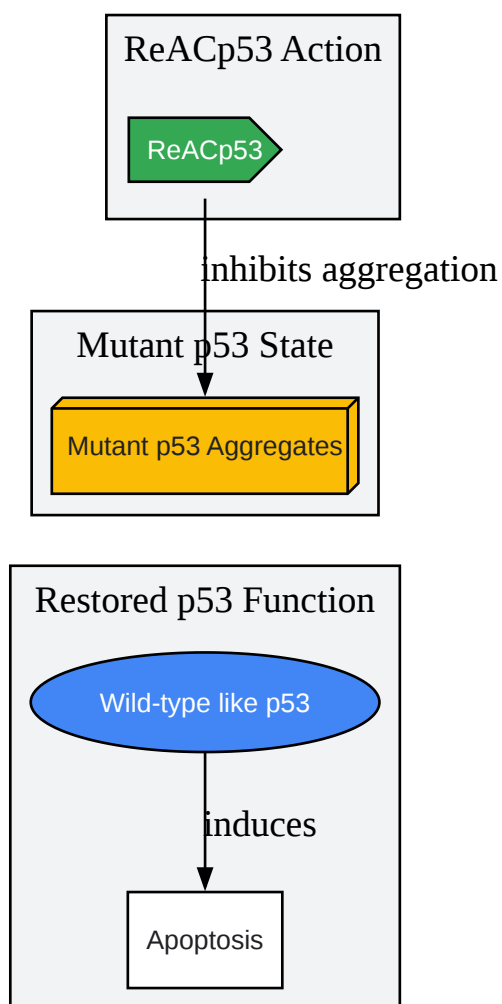 ReACp53 Action
ReACp53
inhibits aggregation
Mutant p53 State
Mutant p53 Aggregates
Restored p53 Function
Wild-type like p53
induces
Apoptosis